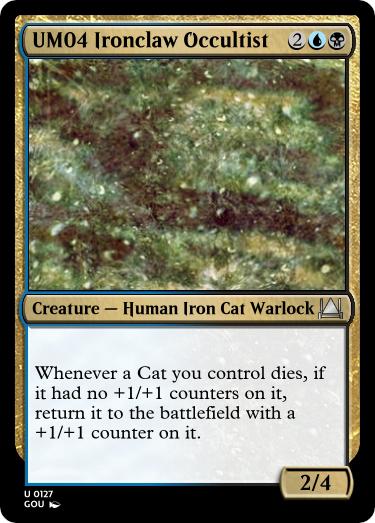 UM04 Ironclaw Occultist 2
Creature — Human Iron Cat Warlock
Whenever a Cat you control dies, if
it had no +1/+1 counters on it,
return it to the battlefield with a
+1/+1 counter on it.
2/4
U 0127
GOU